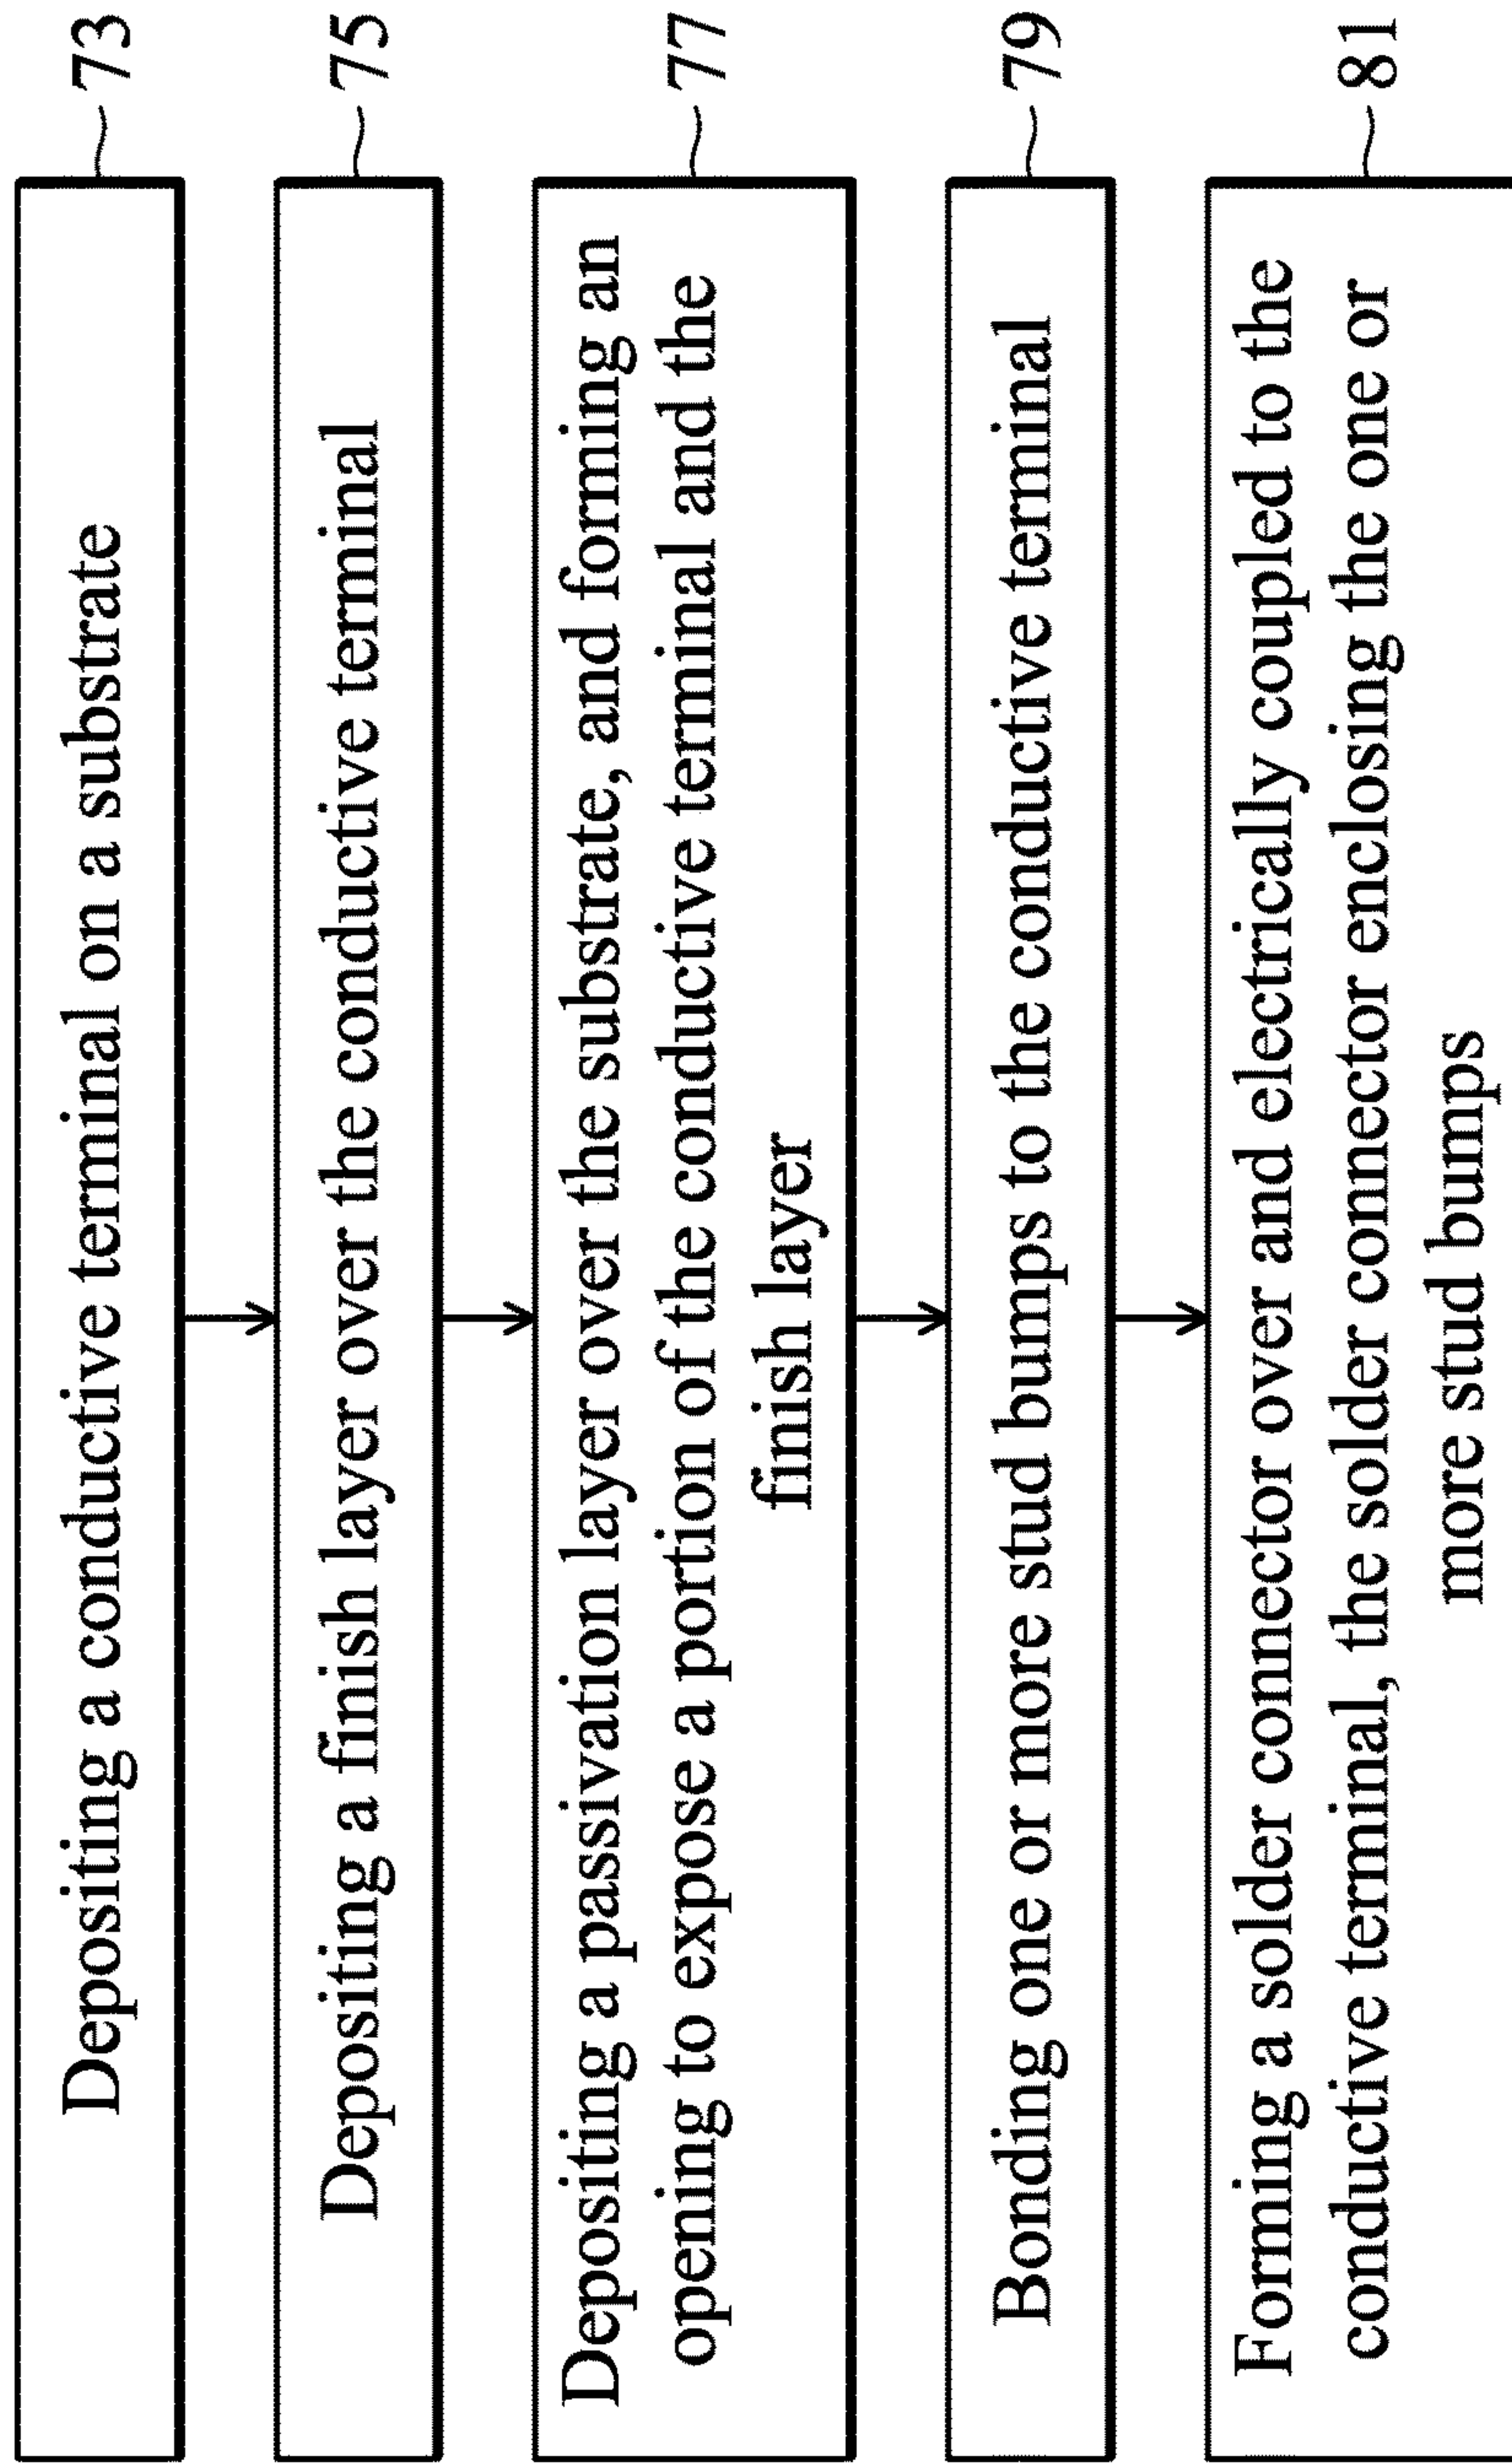 Depositing a conductive terminal on a substrate
73
Depositing a finish layer over the conductive terminal
75
Depositing a passivation layer over the substrate, and forming an
opening to expose a portion of the conductive terminal and the
finish layer
77
Bonding one or more stud bumps to the conductive terminal
79
Forming a solder connector over and electrically coupled to the
conductive terminal, the solder connector enclosing the one or
more stud bumps
81